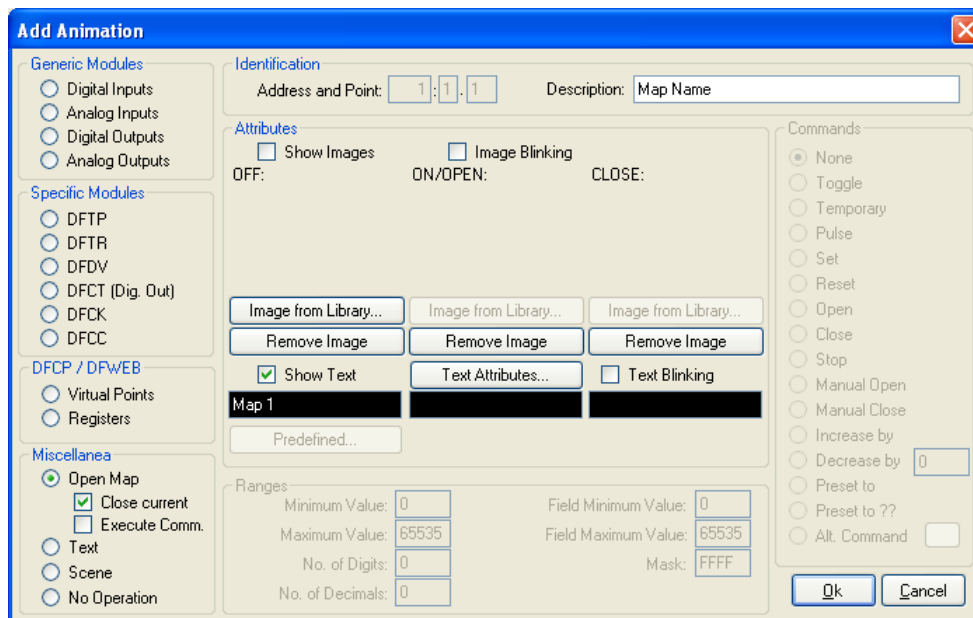 Add Animation
Generic Modules
Digital Inputs
Analog Inputs
Digital Outputs
Analog Outputs
Specific Modules
DFTP
DFTR
DFDV
DFCT (Dig. Out)
DFCK
DFCC
DFCP / DFWEB
Virtual Points
Registers
Miscellanea
Open Map
Close current
Execute Comm.
Text
Scene
No Operation
Identification
Address and Point: 1 : 1 . 1 Description: Map Name
Attributes
Show Images Image Blinking
OFF: ON/OPEN: CLOSE:
Image from Library... Image from Library... Image from Library...
Remove Image Remove Image Remove Image
Show Text Text Attributes... Text Blinking
Map 1
Predefined...
Ranges
Minimum Value: 0 Field Minimum Value: 0
Maximum Value: 65535 Field Maximum Value: 65535
No. of Digits: 0 Mask: FFFF
No. of Decimals: 0
Commands
None
Toggle
Temporary
Pulse
Set
Reset
Open
Close
Stop
Manual Open
Manual Close
Increase by
Decrease by 0
Preset to
Preset to ??
Alt. Command
Ok Cancel